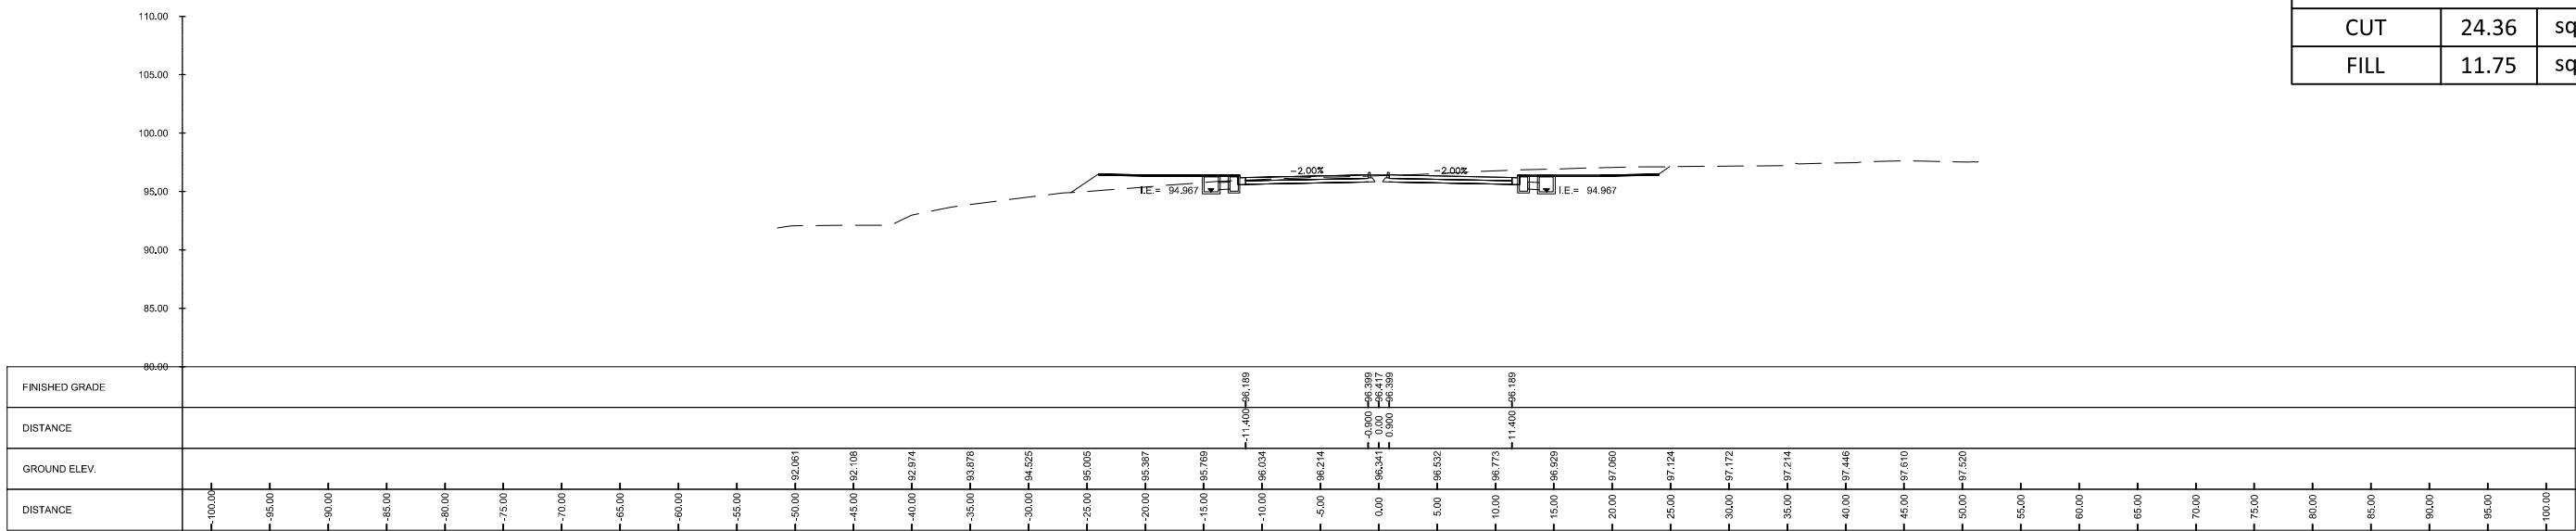 110.00
CUT 24.36 sq
FILL 11.75 sq
105.00
100.00
-2.00% -2.00%
95.00
I.E.= 94.967 I.E.= 94.967
90.00
85.00
80.00
FINISHED GRADE 96.189 96.399 96.417 96.399 96.189
DISTANCE -11.400 -0.900 0.00 0.900 11.400
GROUND ELEV. 92.061 92.108 92.974 93.878 94.525 95.005 95.387 95.769 96.034 96.214 96.341 96.532 96.773 96.929 97.060 97.124 97.172 97.214 97.446 97.610 97.520
DISTANCE -100.00 -95.00 -90.00 -85.00 -80.00 -75.00 -70.00 -65.00 -60.00 -55.00 -50.00 -45.00 -40.00 -35.00 -30.00 -25.00 -20.00 -15.00 -10.00 -5.00 0.00 5.00 10.00 15.00 20.00 25.00 30.00 35.00 40.00 45.00 50.00 55.00 60.00 65.00 70.00 75.00 80.00 85.00 90.00 95.00 100.00